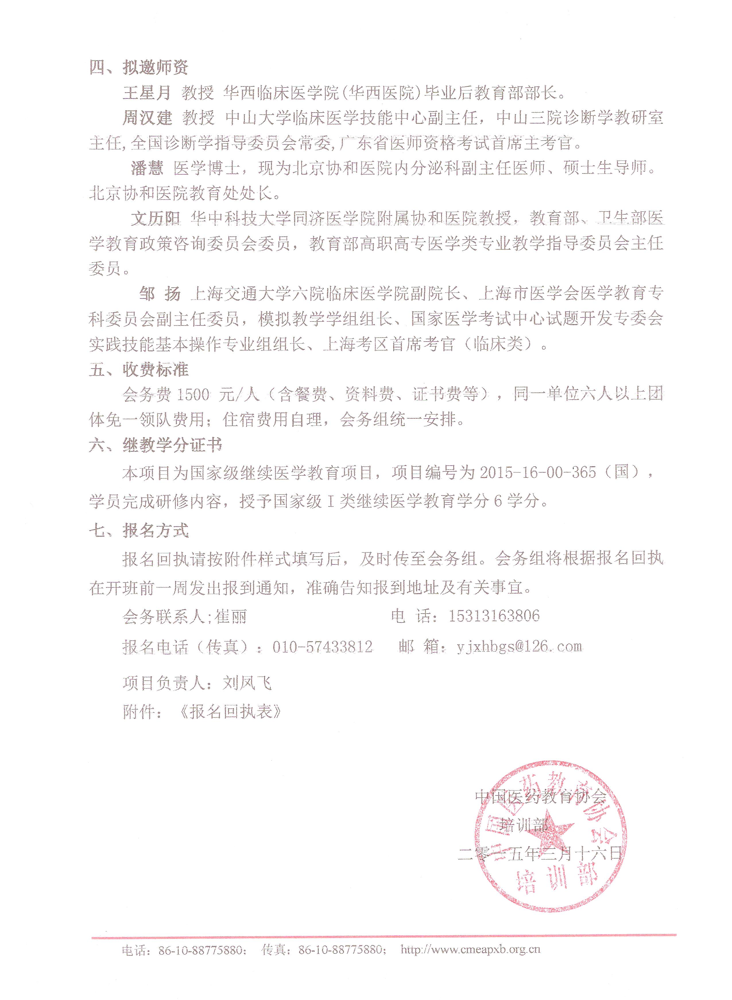 四、拟邀师资
王星月 教授 华西临床医学院(华西医院)毕业后教育部部长。
周汉建 教授 中山大学临床医学技能中心副主任，中山三院诊断学教研室
主任,全国诊断学指导委员会常委,广东省医师资格考试首席主考官。
潘慧 医学博士，现为北京协和医院内分泌科副主任医师、硕士生导师。
北京协和医院教育处处长。
文历阳 华中科技大学同济医学院附属协和医院教授，教育部、卫生部医
学教育政策咨询委员会委员，教育部高职高专医学类专业教学指导委员会主任
委员。
邹 扬 上海交通大学六院临床医学院副院长、上海市医学会医学教育专
科委员会副主任委员，模拟教学学组组长、国家医学考试中心试题开发专委会
实践技能基本操作专业组组长、上海考区首席考官（临床类）。
五、收费标准
会务费 1500 元/人（含餐费、资料费、证书费等），同一单位六人以上团
体免一领队费用；住宿费用自理，会务组统一安排。
六、继教学分证书
本项目为国家级继续医学教育项目，项目编号为 2015-16-00-365（国），
学员完成研修内容，授予国家级 I 类继续医学教育学分 6 学分。
七、报名方式
报名回执请按附件样式填写后，及时传至会务组。会务组将根据报名回执
在开班前一周发出报到通知，准确告知报到地址及有关事宜。
会务联系人;崔丽 电 话：15313163806
报名电话（传真）：010-57433812 邮 箱：yjxhbgs@126.com
项目负责人：刘凤飞
附件：《报名回执表》
中国医药教育协会
培训部
二零一五年三月十六日
中国医药教育协会
培训部
电话：86-10-88775880； 传真：86-10-88775880； http://www.cmeapxb.org.cn